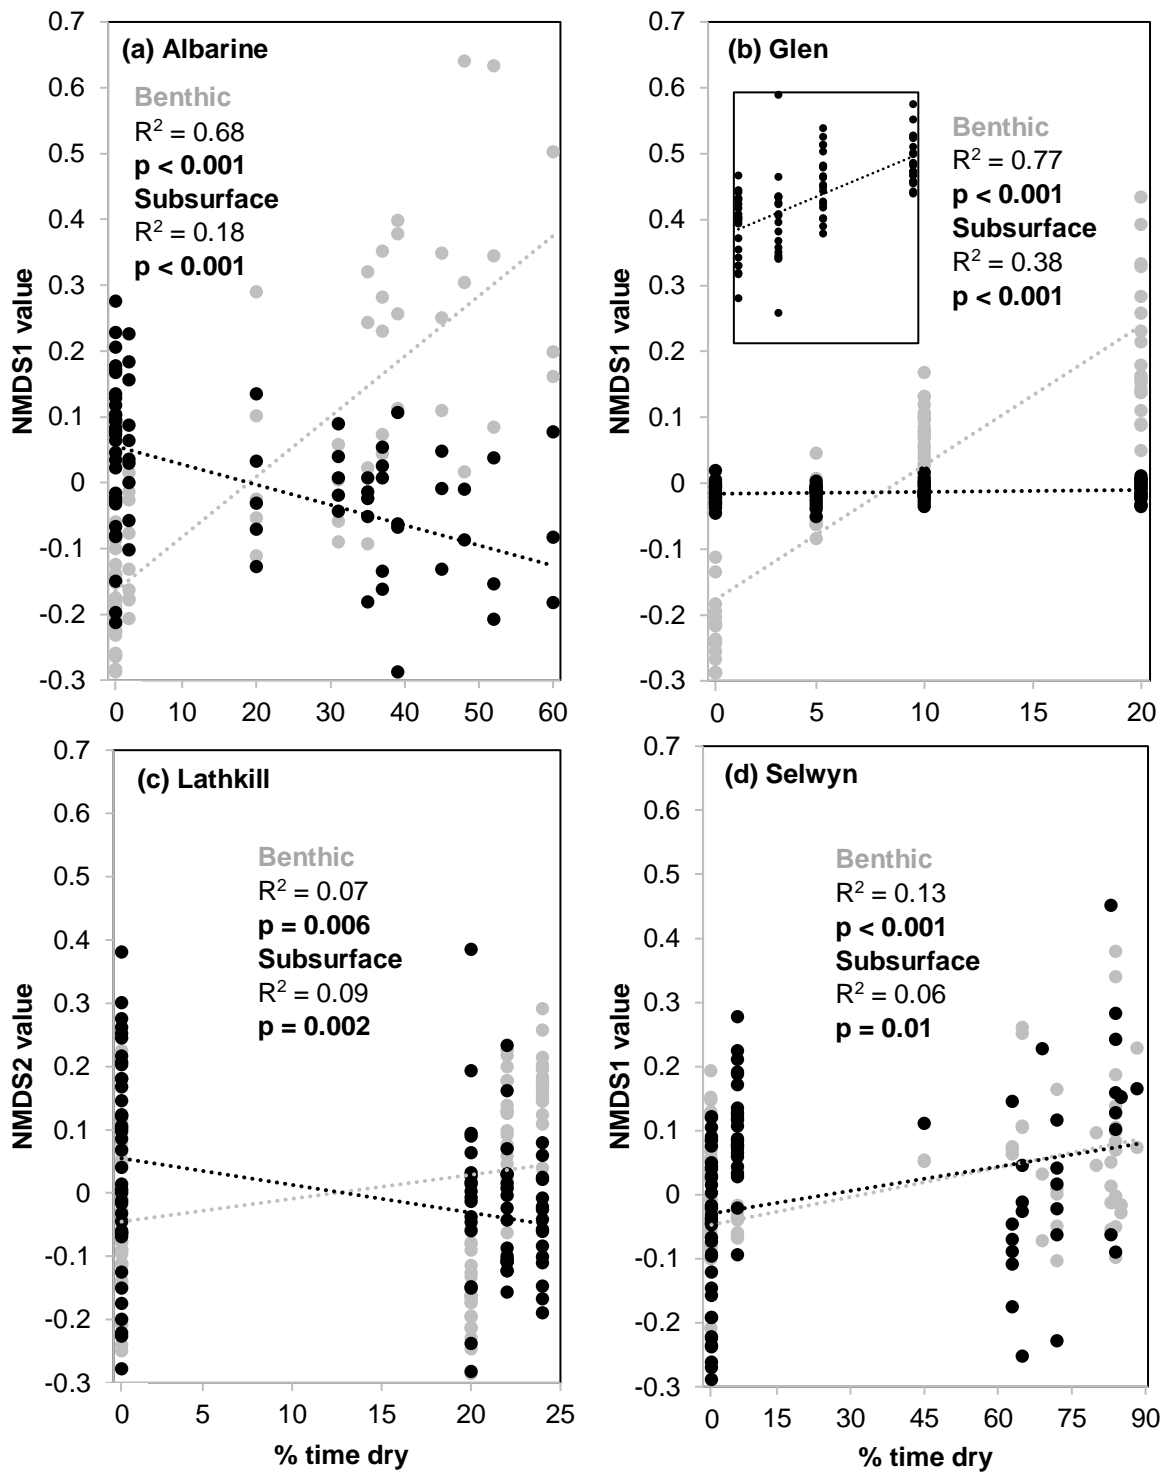 (a) Albarine
Benthic
R² = 0.68
p < 0.001
Subsurface
R² = 0.18
p < 0.001
NMDS1 value
0.7
0.6
0.5
0.4
0.3
0.2
0.1
0
-0.1
-0.2
-0.3
0 10 20 30 40 50 60
(b) Glen
Benthic
R² = 0.77
p < 0.001
Subsurface
R² = 0.38
p < 0.001
NMDS1 value
0.7
0.6
0.5
0.4
0.3
0.2
0.1
0
-0.1
-0.2
-0.3
0 5 10 15 20
(c) Lathkill
Benthic
R² = 0.07
p = 0.006
Subsurface
R² = 0.09
p = 0.002
NMDS2 value
0.7
0.6
0.5
0.4
0.3
0.2
0.1
0
-0.1
-0.2
-0.3
0 5 10 15 20 25
% time dry
(d) Selwyn
Benthic
R² = 0.13
p < 0.001
Subsurface
R² = 0.06
p = 0.01
NMDS1 value
0.7
0.6
0.5
0.4
0.3
0.2
0.1
0
-0.1
-0.2
-0.3
0 15 30 45 60 75 90
% time dry